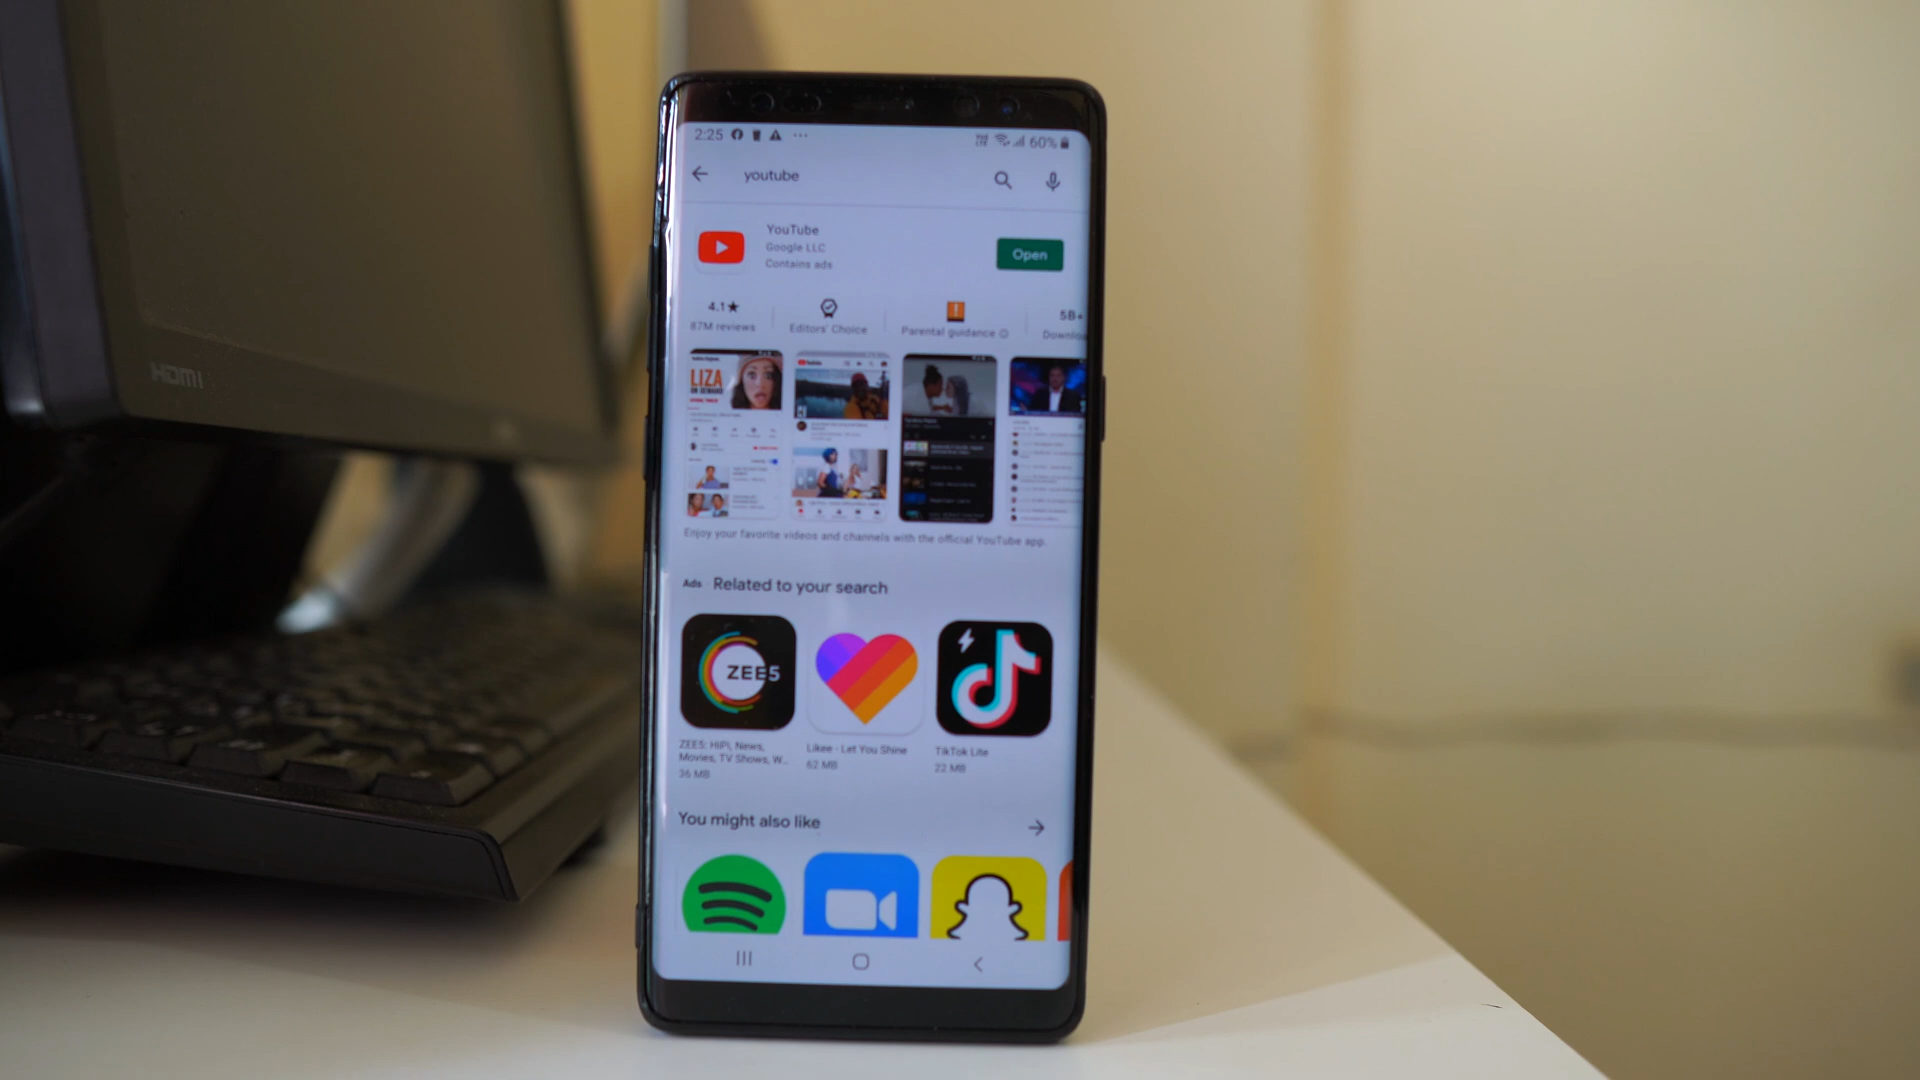 HDMI
2:25
60%
youtube
YouTube
Google LLC
Contains ads
Open
4.1★
87M reviews
Editors' Choice
Parental guidance
5B+
LIZA
ON DEMAND
Enjoy your favorite videos and channels with the official YouTube app.
Ads · Related to your search
ZEE5
ZEE5: HiPi, News,
Movies, TV Shows, W...
36 MB
Likee - Let You Shine
62 MB
TikTok Lite
22 MB
You might also like